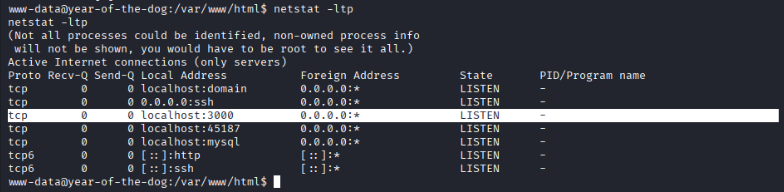 www-data@year-of-the-dog:/var/www/html$ netstat -ltp
netstat -ltp
(Not all processes could be identified, non-owned process info
 will not be shown, you would have to be root to see it all.)
Active Internet connections (only servers)
Proto Recv-Q Send-Q Local Address           Foreign Address         State       PID/Program name
tcp        0      0 localhost:domain        0.0.0.0:*               LISTEN      -
tcp        0      0 0.0.0.0:ssh             0.0.0.0:*               LISTEN      -
tcp        0      0 localhost:3000          0.0.0.0:*               LISTEN      -
tcp        0      0 localhost:45187         0.0.0.0:*               LISTEN      -
tcp        0      0 localhost:mysql         0.0.0.0:*               LISTEN      -
tcp6       0      0 [::]:http               [::]:*                  LISTEN      -
tcp6       0      0 [::]:ssh                [::]:*                  LISTEN      -
www-data@year-of-the-dog:/var/www/html$